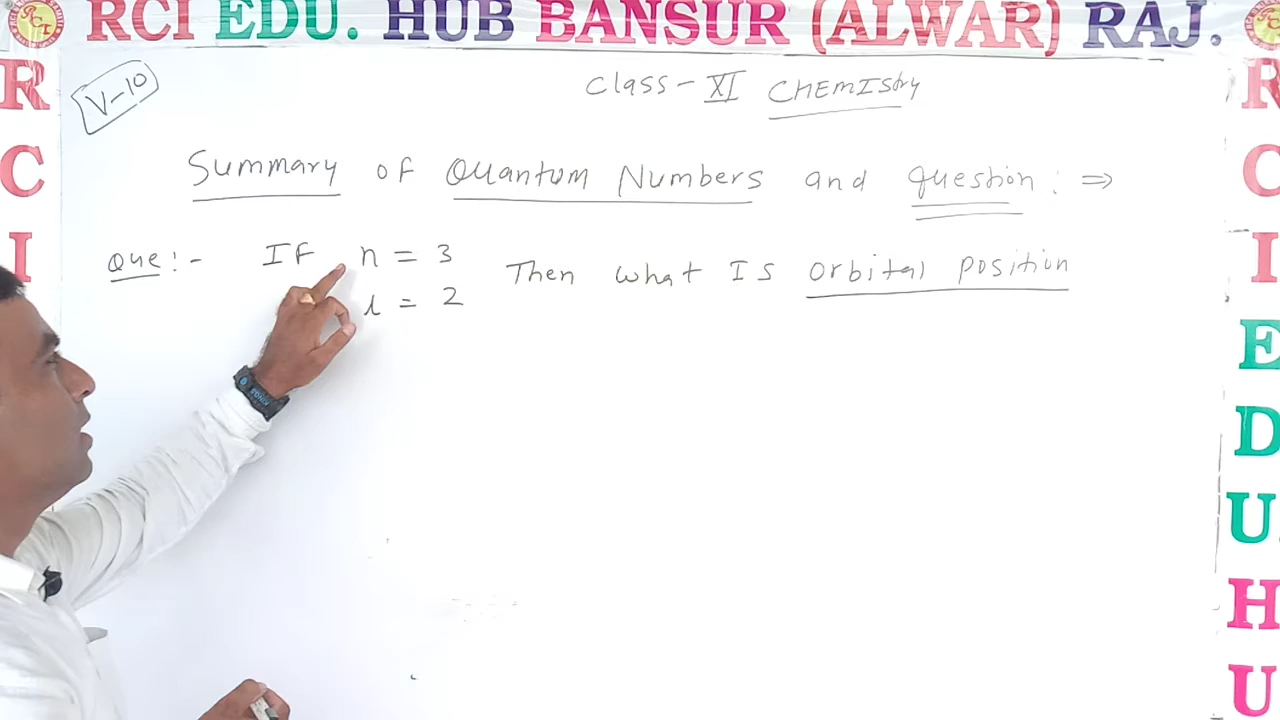 RCI EDU. HUB BANSUR (ALWAR) RAJ.
V-10
Class - XI CHEMIStry
Summary of Quantum Numbers and question : ⇒
Que :- If n = 3 Then what Is orbital position
l = 2
R
C
I
R
C
I
E
D
U.
H
U